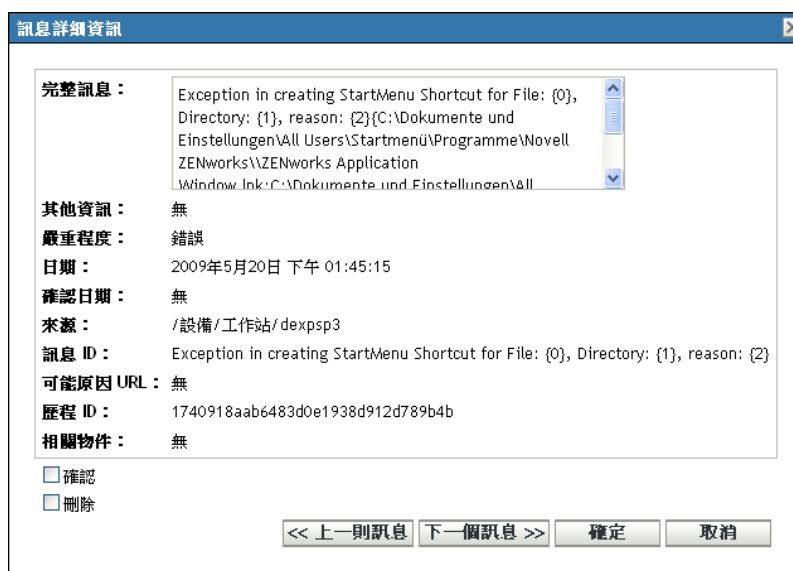 訊息詳細資訊
完整訊息：
Exception in creating StartMenu Shortcut for File: {0},
Directory: {1}, reason: {2}{C:\Dokumente und
Einstellungen\All Users\Startmenü\Programme\Novell
ZENworks\\ZENworks Application
Window.lnk;C:\Dokumente und Einstellungen\All
其他資訊： 無
嚴重程度： 錯誤
日期： 2009年5月20日 下午 01:45:15
確認日期： 無
來源： /設備/工作站/dexpsp3
訊息 ID： Exception in creating StartMenu Shortcut for File: {0}, Directory: {1}, reason: {2}
可能原因 URL： 無
歷程 ID： 1740918aab6483d0e1938d912d789b4b
相關物件： 無
確認
刪除
<< 上一則訊息 下一個訊息 >> 確定 取消